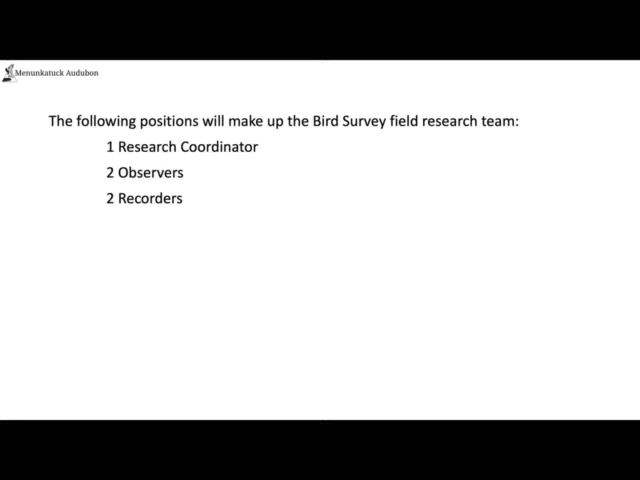 Menunkatuck Audubon
The following positions will make up the Bird Survey field research team:
1 Research Coordinator
2 Observers
2 Recorders